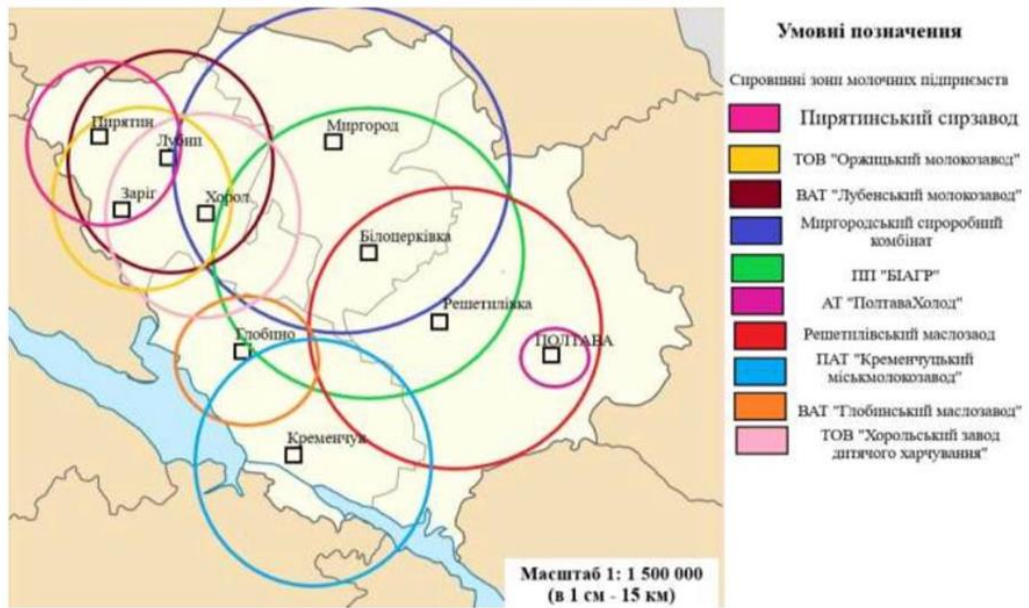 Умовні позначення
Сировинні зони молочних підприємств
Пирятинський сирзавод
ТОВ "Оржицький молокозавод"
ВАТ "Лубенський молокозавод"
Миргородський сироробний
комбінат
ПП "БІАГР"
АТ "ПолтаваХолод"
Решетилівський маслозавод
ПАТ "Кременчуцький
міськмолокозавод"
ВАТ "Глобинський маслозавод"
ТОВ "Хорольський завод
дитячого харчування"
Пирятин
Миргород
Лубни
Заріг
Хорол
Білоцерківка
Решетилівка
Глобино
ПОЛТАВА
Кременчук
Масштаб 1: 1 500 000
(в 1 см - 15 км)